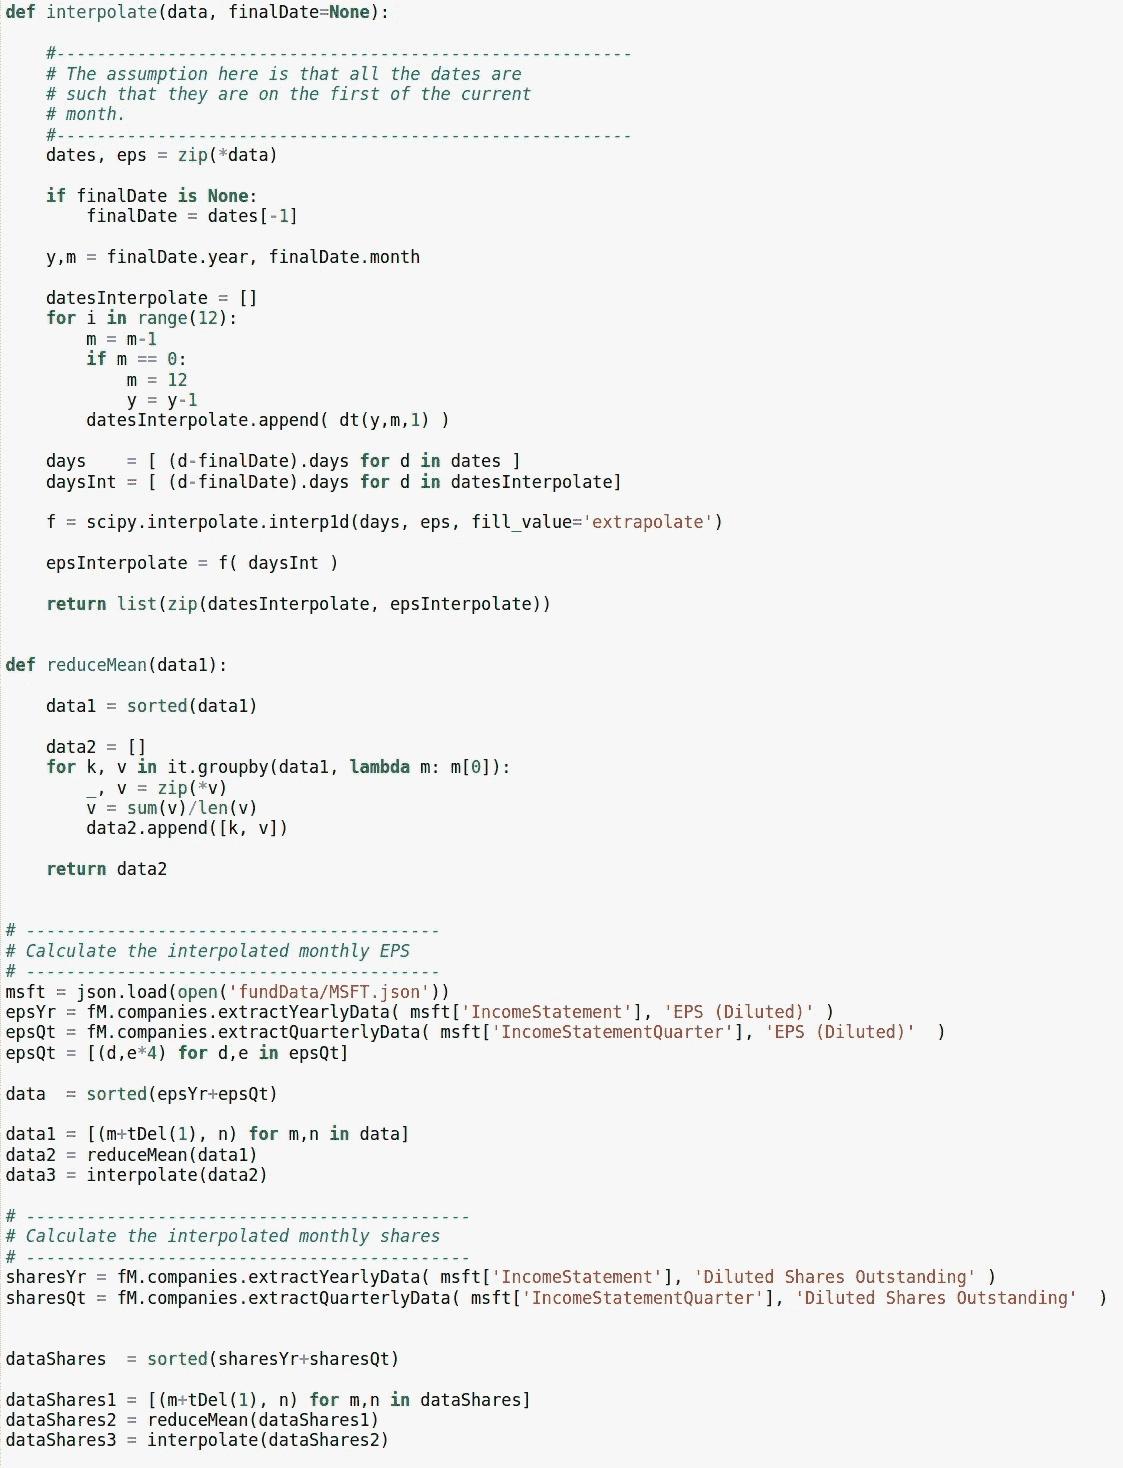 def interpolate(data, finalDate=None):
    #---------------------------------------------------------
    # The assumption here is that all the dates are
    # such that they are on the first of the current
    # month.
    #---------------------------------------------------------
    dates, eps = zip(*data)
    if finalDate is None:
        finalDate = dates[-1]
    y,m = finalDate.year, finalDate.month
    datesInterpolate = []
    for i in range(12):
        m = m-1
        if m == 0:
            m = 12
            y = y-1
        datesInterpolate.append( dt(y,m,1) )
    days    = [ (d-finalDate).days for d in dates ]
    daysInt = [ (d-finalDate).days for d in datesInterpolate]
    f = scipy.interpolate.interp1d(days, eps, fill_value='extrapolate')
    epsInterpolate = f( daysInt )
    return list(zip(datesInterpolate, epsInterpolate))
def reduceMean(data1):
    data1 = sorted(data1)
    data2 = []
    for k, v in it.groupby(data1, lambda m: m[0]):
        _, v = zip(*v)
        v = sum(v)/len(v)
        data2.append([k, v])
    return data2
# -----------------------------------------
# Calculate the interpolated monthly EPS
# -----------------------------------------
msft = json.load(open('fundData/MSFT.json'))
epsYr = fM.companies.extractYearlyData( msft['IncomeStatement'], 'EPS (Diluted)' )
epsQt = fM.companies.extractQuarterlyData( msft['IncomeStatementQuarter'], 'EPS (Diluted)'  )
epsQt = [(d,e*4) for d,e in epsQt]
data  = sorted(epsYr+epsQt)
data1 = [(m+tDel(1), n) for m,n in data]
data2 = reduceMean(data1)
data3 = interpolate(data2)
# --------------------------------------------
# Calculate the interpolated monthly shares
# --------------------------------------------
sharesYr = fM.companies.extractYearlyData( msft['IncomeStatement'], 'Diluted Shares Outstanding' )
sharesQt = fM.companies.extractQuarterlyData( msft['IncomeStatementQuarter'], 'Diluted Shares Outstanding'  )
dataShares  = sorted(sharesYr+sharesQt)
dataShares1 = [(m+tDel(1), n) for m,n in dataShares]
dataShares2 = reduceMean(dataShares1)
dataShares3 = interpolate(dataShares2)